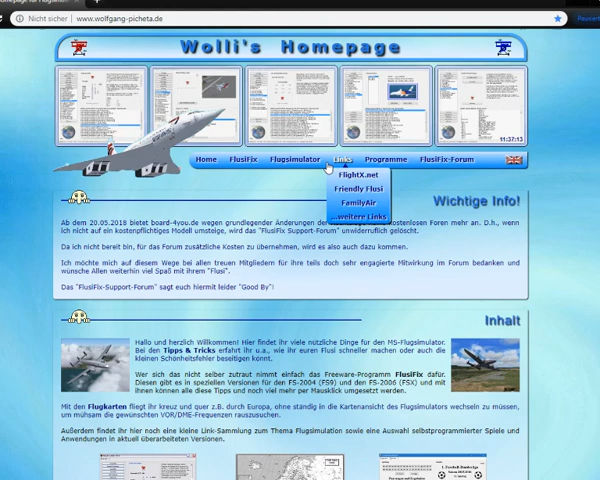 Nicht sicher | www.wolfgang-picheta.de
Wolli's Homepage
11:37:13
Home FlusiFix Flugsimulator Links Programme FlusiFix-Forum
FlightX.net
Friendly Flusi
FamilyAir
...weitere Links
Wichtige Info!
Ab dem 20.05.2018 bietet board-4you.de wegen grundlegender Änderungen der kostenlosen Foren mehr an. D.h., wenn
ich nicht auf ein kostenpflichtiges Modell umsteige, wird das "FlusiFix Support-Forum" unwiderruflich gelöscht.
Da ich nicht bereit bin, für das Forum zusätzliche Kosten zu übernehmen, wird es also auch dazu kommen.
Ich möchte mich auf diesem Wege bei allen treuen Mitgliedern für ihre teils doch sehr engagierte Mitwirkung im Forum bedanken und
wünsche Allen weiterhin viel Spaß mit ihrem "Flusi".
Das "FlusiFix-Support-Forum" sagt euch hiermit leider "Good By"!
Inhalt
Hallo und herzlich Willkommen! Hier findet ihr viele nützliche Dinge für den MS-Flugsimulator.
Bei den Tipps & Tricks erfahrt ihr u.a., wie ihr euren Flusi schneller machen oder auch die
kleinen Schönheitsfehler beseitigen könnt.
Wer sich das nicht selber zutraut nimmt einfach das Freeware-Programm FlusiFix dafür.
Diesen gibt es in speziellen Versionen für den FS-2004 (FS9) und den FS-2006 (FSX) und mit
ihnen können alle diese Tipps und noch viel mehr per Mausklick umgesetzt werden.
Mit den Flugkarten fliegt ihr kreuz und quer z.B. durch Europa, ohne ständig in die Kartenansicht des Flugsimulators wechseln zu müssen,
um mühsam die gewünschten VOR/DME-Frequenzen rauszusuchen.
Außerdem findet ihr hier noch eine kleine Link-Sammlung zum Thema Flugsimulation sowie eine Auswahl selbstprogrammierter Spiele und
Anwendungen in aktuell überarbeiteten Versionen.